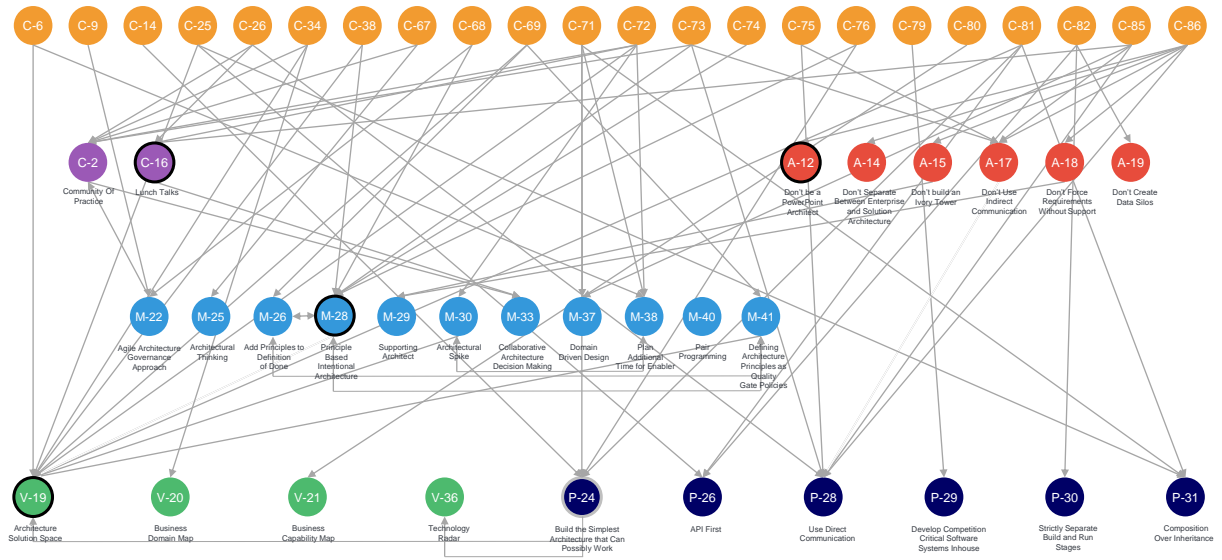 C-6 C-9 C-14 C-25 C-26 C-34 C-38 C-67 C-68 C-69 C-71 C-72 C-73 C-74 C-75 C-76 C-79 C-80 C-81 C-82 C-85 C-86
C-2
Community Of
Practice
C-16
Lunch Talks
A-12
Don't be a
PowerPoint
Architect
A-14
Don't Separate
Between Enterprise
and Solution
Architecture
A-15
Don't build an
Ivory Tower
A-17
Don't Use
Indirect
Communication
A-18
Don't Force
Requirements
Without Support
A-19
Don't Create
Data Silos
M-22
Agile Architecture
Governance
Approach
M-25
Architectural
Thinking
M-26
Add Principles to
Definition
of Done
M-28
Principle
Based
Intentional
Architecture
M-29
Supporting
Architect
M-30
Architectural
Spike
M-33
Collaborative
Architecture
Decision Making
M-37
Domain
Driven Design
M-38
Plan
Additional
Time for Enabler
M-40
Pair
Programming
M-41
Defining
Architecture
Principles as
Quality
Gate Policies
V-19
Architecture
Solution Space
V-20
Business
Domain Map
V-21
Business
Capability Map
V-36
Technology
Radar
P-24
Build the Simplest
Architecture that Can
Possibly Work
P-26
API First
P-28
Use Direct
Communication
P-29
Develop Competition
Critical Software
Systems Inhouse
P-30
Strictly Separate
Build and Run
Stages
P-31
Composition
Over Inheritance